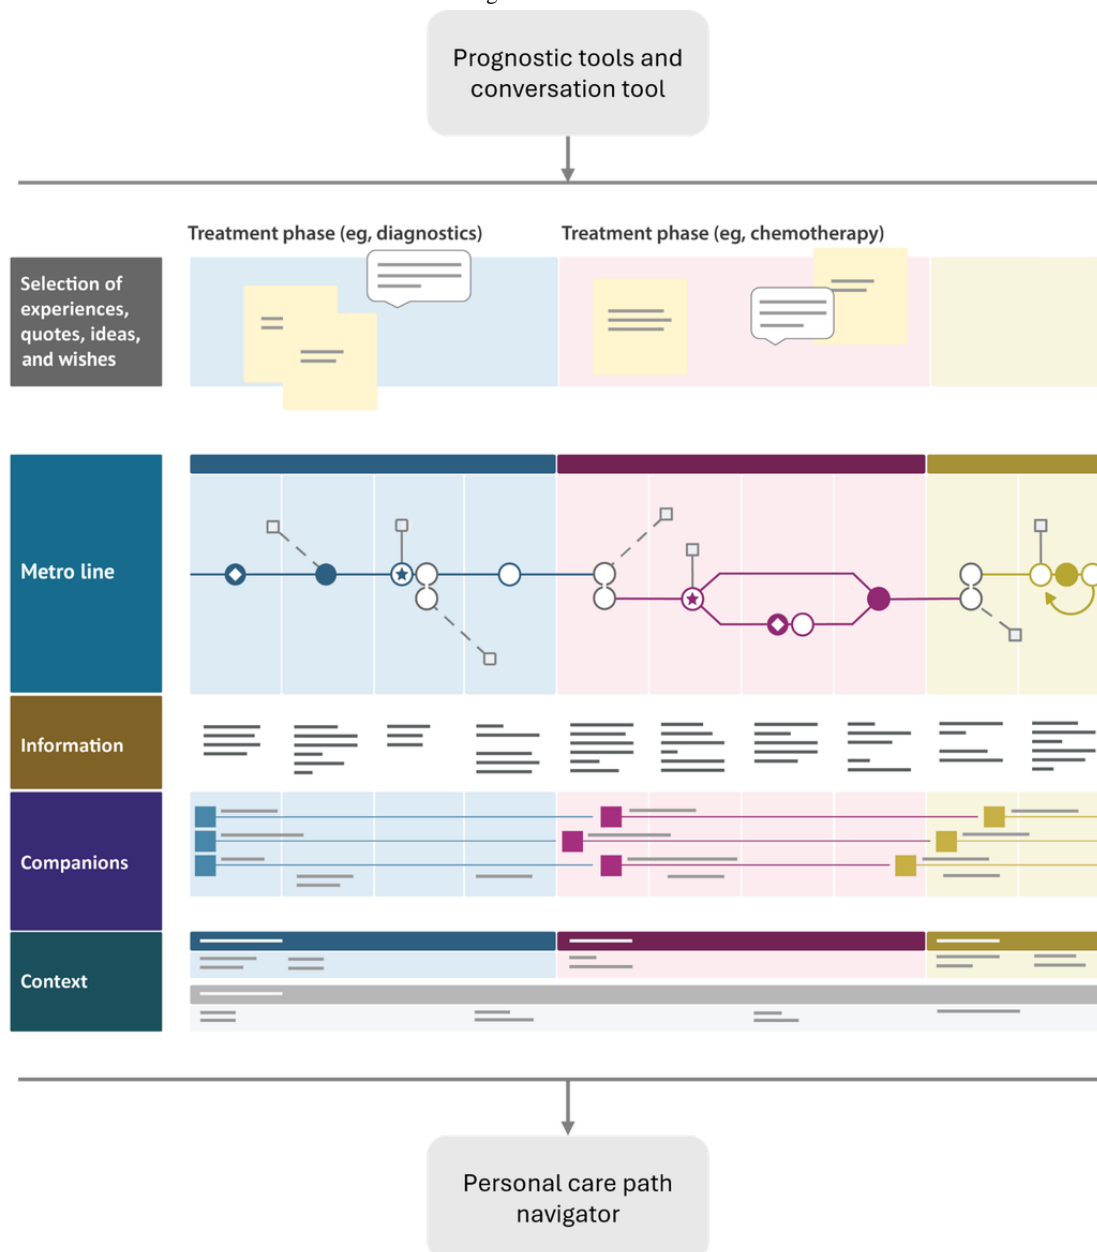 Prognostic tools and
conversation tool
Treatment phase (eg, diagnostics)
Treatment phase (eg, chemotherapy)
Selection of
experiences,
quotes, ideas,
and wishes
Metro line
Information
Companions
Context
Personal care path
navigator